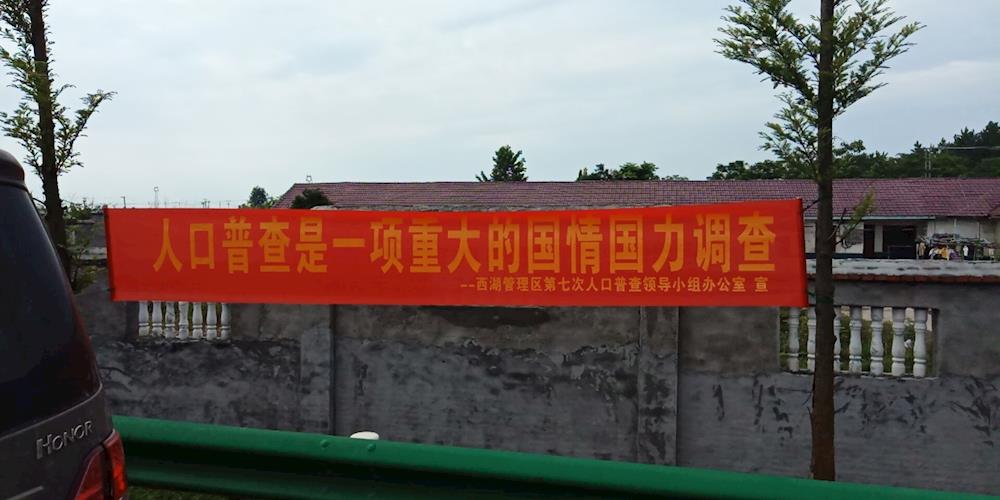 人口普查是一项重大的国情国力调查
--西湖管理区第七次人口普查领导小组办公室 宣
HONOR